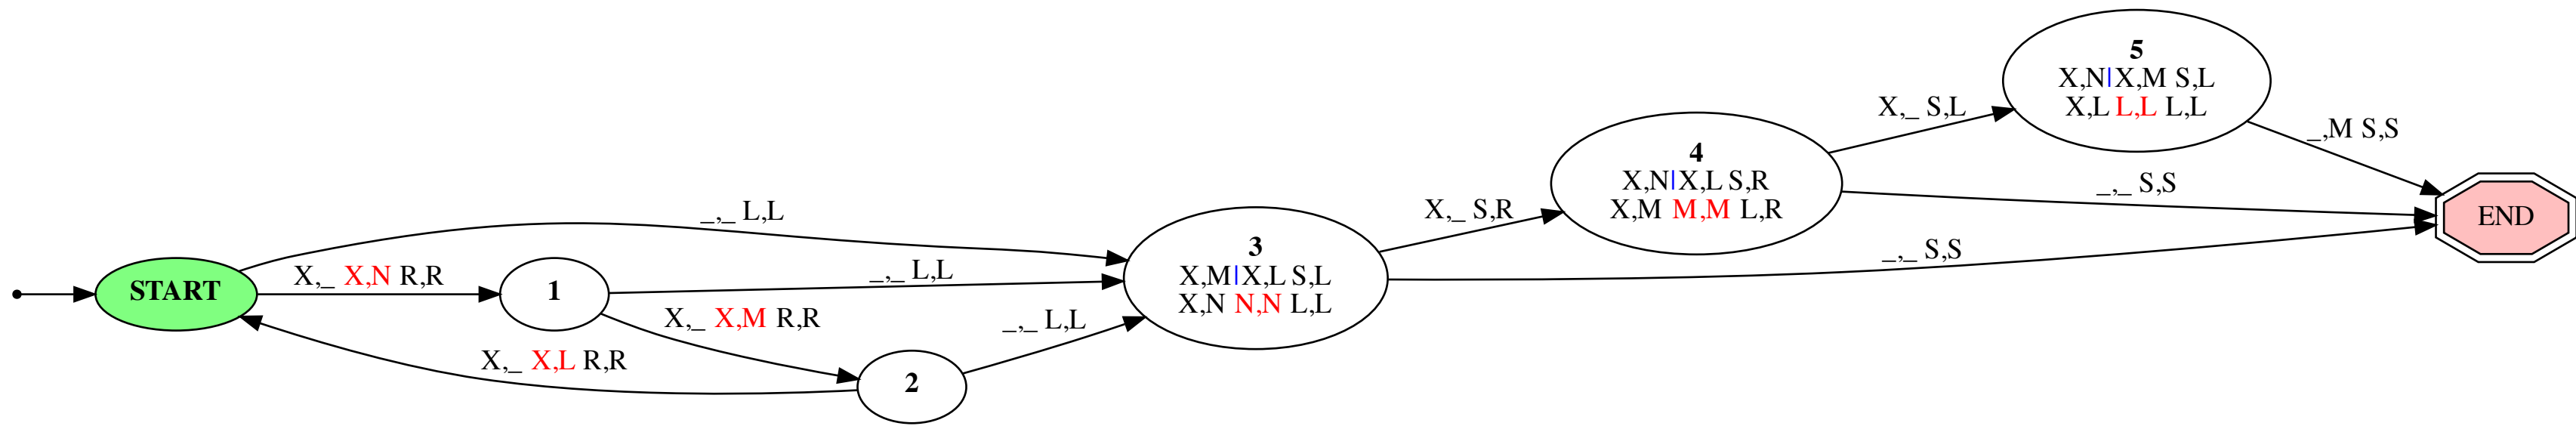 5
X,N|X,M S,L
X,L L,L L,L
X,_ S,L
_,M S,S
4
X,N|X,L S,R
X,M M,M L,R
_,_ S,S
_,_ L,L
X,_ S,R
END
3
X,M|X,L S,L
X,N N,N L,L
_,_ S,S
START
X,_ X,N R,R
1
_,_ L,L
X,_ X,M R,R
_,_ L,L
X,_ X,L R,R
2